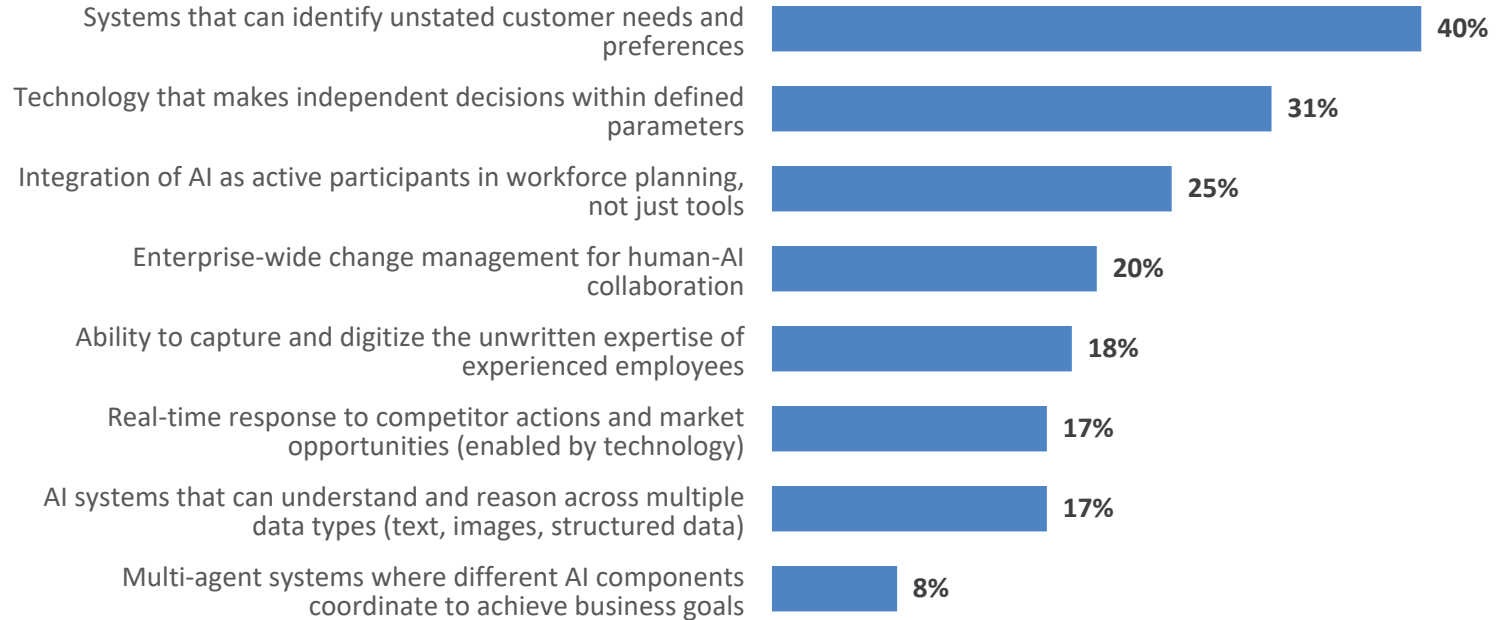 Systems that can identify unstated customer needs and
preferences
40%
Technology that makes independent decisions within defined
parameters
31%
Integration of AI as active participants in workforce planning,
not just tools
25%
Enterprise-wide change management for human-AI
collaboration
20%
Ability to capture and digitize the unwritten expertise of
experienced employees
18%
Real-time response to competitor actions and market
opportunities (enabled by technology)
17%
AI systems that can understand and reason across multiple
data types (text, images, structured data)
17%
Multi-agent systems where different AI components
coordinate to achieve business goals
8%